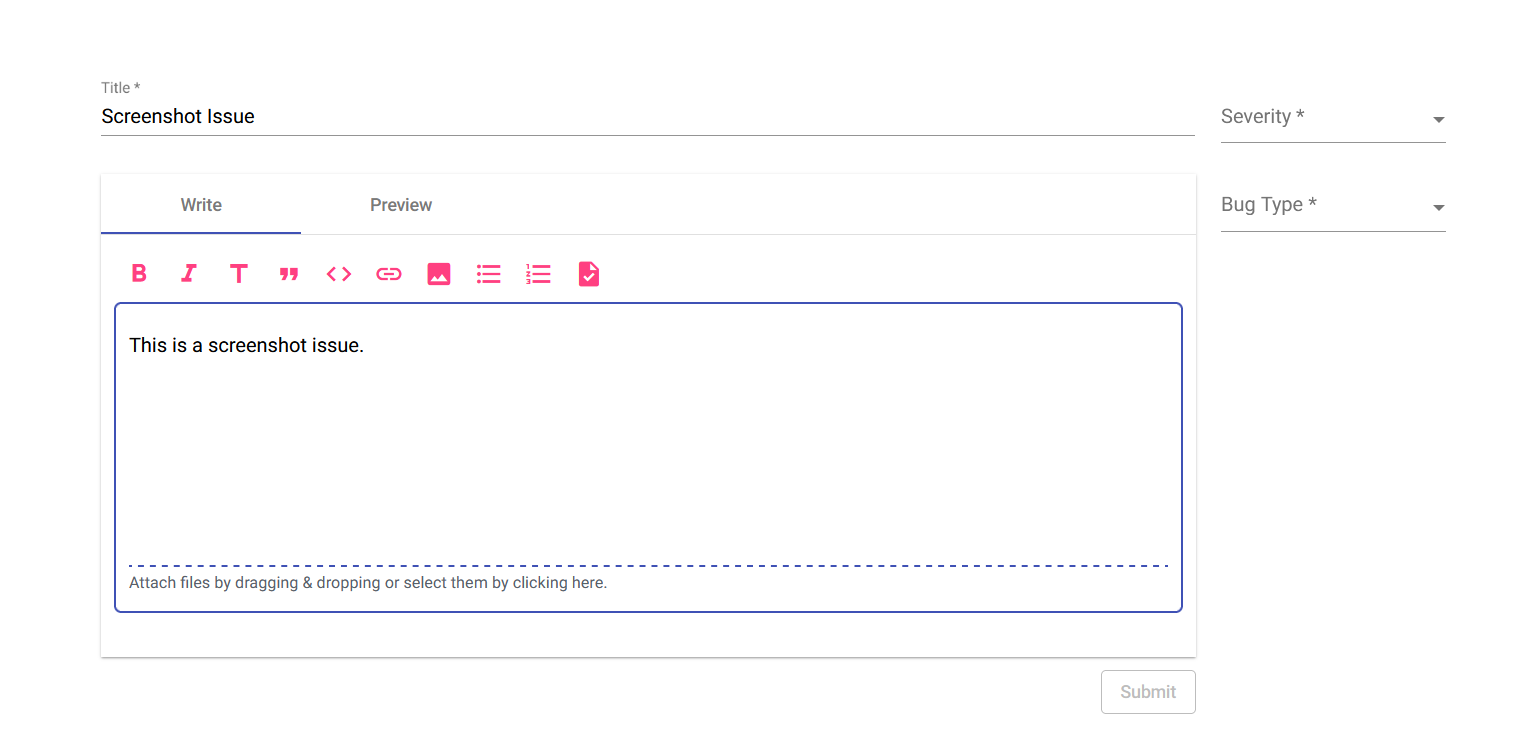 Title *
Screenshot Issue
Severity *
Write Preview
Bug Type *
This is a screenshot issue.
Attach files by dragging & dropping or select them by clicking here.
Submit